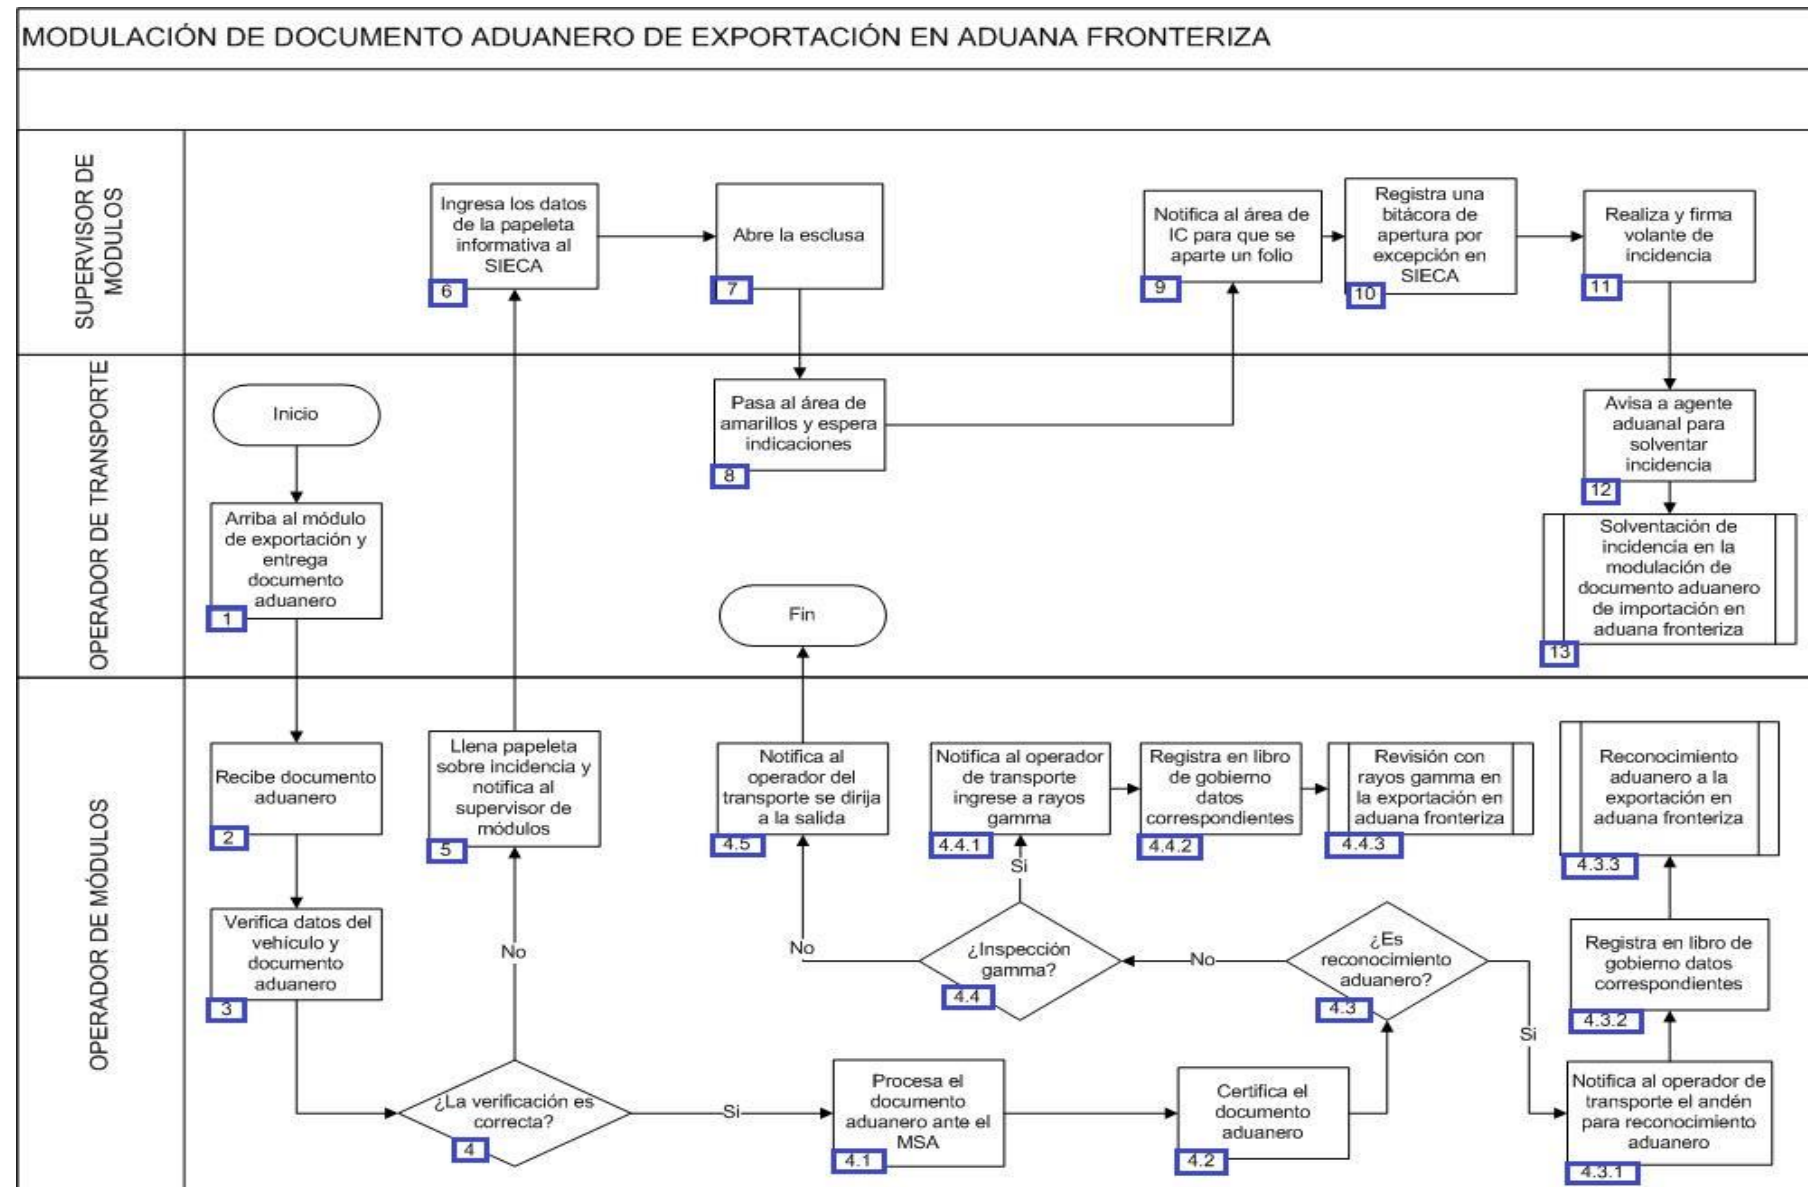 MODULACIÓN DE DOCUMENTO ADUANERO DE EXPORTACIÓN EN ADUANA FRONTERIZA
SUPERVISOR DE
MÓDULOS
Ingresa los datos
de la papeleta
informativa al
SIECA
6
Abre la esclusa
7
Notifica al área de
IC para que se
aparte un folio
9
Registra una
bitácora de
apertura por
excepción en
SIECA
10
Realiza y firma
volante de
incidencia
11
OPERADOR DE TRANSPORTE
Inicio
Arriba al módulo
de exportación y
entrega
documento
aduanero
1
Pasa al área de
amarillos y espera
indicaciones
8
Fin
Avisa a agente
aduanal para
solventar
incidencia
12
Solventación de
incidencia en la
modulación de
documento aduanero
de importación en
aduana fronteriza
13
OPERADOR DE MÓDULOS
Recibe documento
aduanero
2
Llena papeleta
sobre incidencia y
notifica al
supervisor de
módulos
5
Notifica al
operador del
transporte se dirija
a la salida
4.5
Notifica al operador
de transporte
ingrese a rayos
gamma
4.4.1
Registra en libro
de gobierno
datos
correspondientes
4.4.2
Revisión con
rayos gamma en
la exportación en
aduana fronteriza
4.4.3
Reconocimiento
aduanero a la
exportación en
aduana fronteriza
4.3.3
Si
Verifica datos del
vehículo y
documento
aduanero
3
No
No
¿Inspección
gamma?
4.4
No
¿Es
reconocimiento
aduanero?
4.3
Registra en libro de
gobierno datos
correspondientes
4.3.2
Si
¿La verificación es
correcta?
4
Si
Procesa el
documento
aduanero ante el
MSA
4.1
Certifica el
documento
aduanero
4.2
Notifica al operador de
transporte el andén
para reconocimiento
aduanero
4.3.1